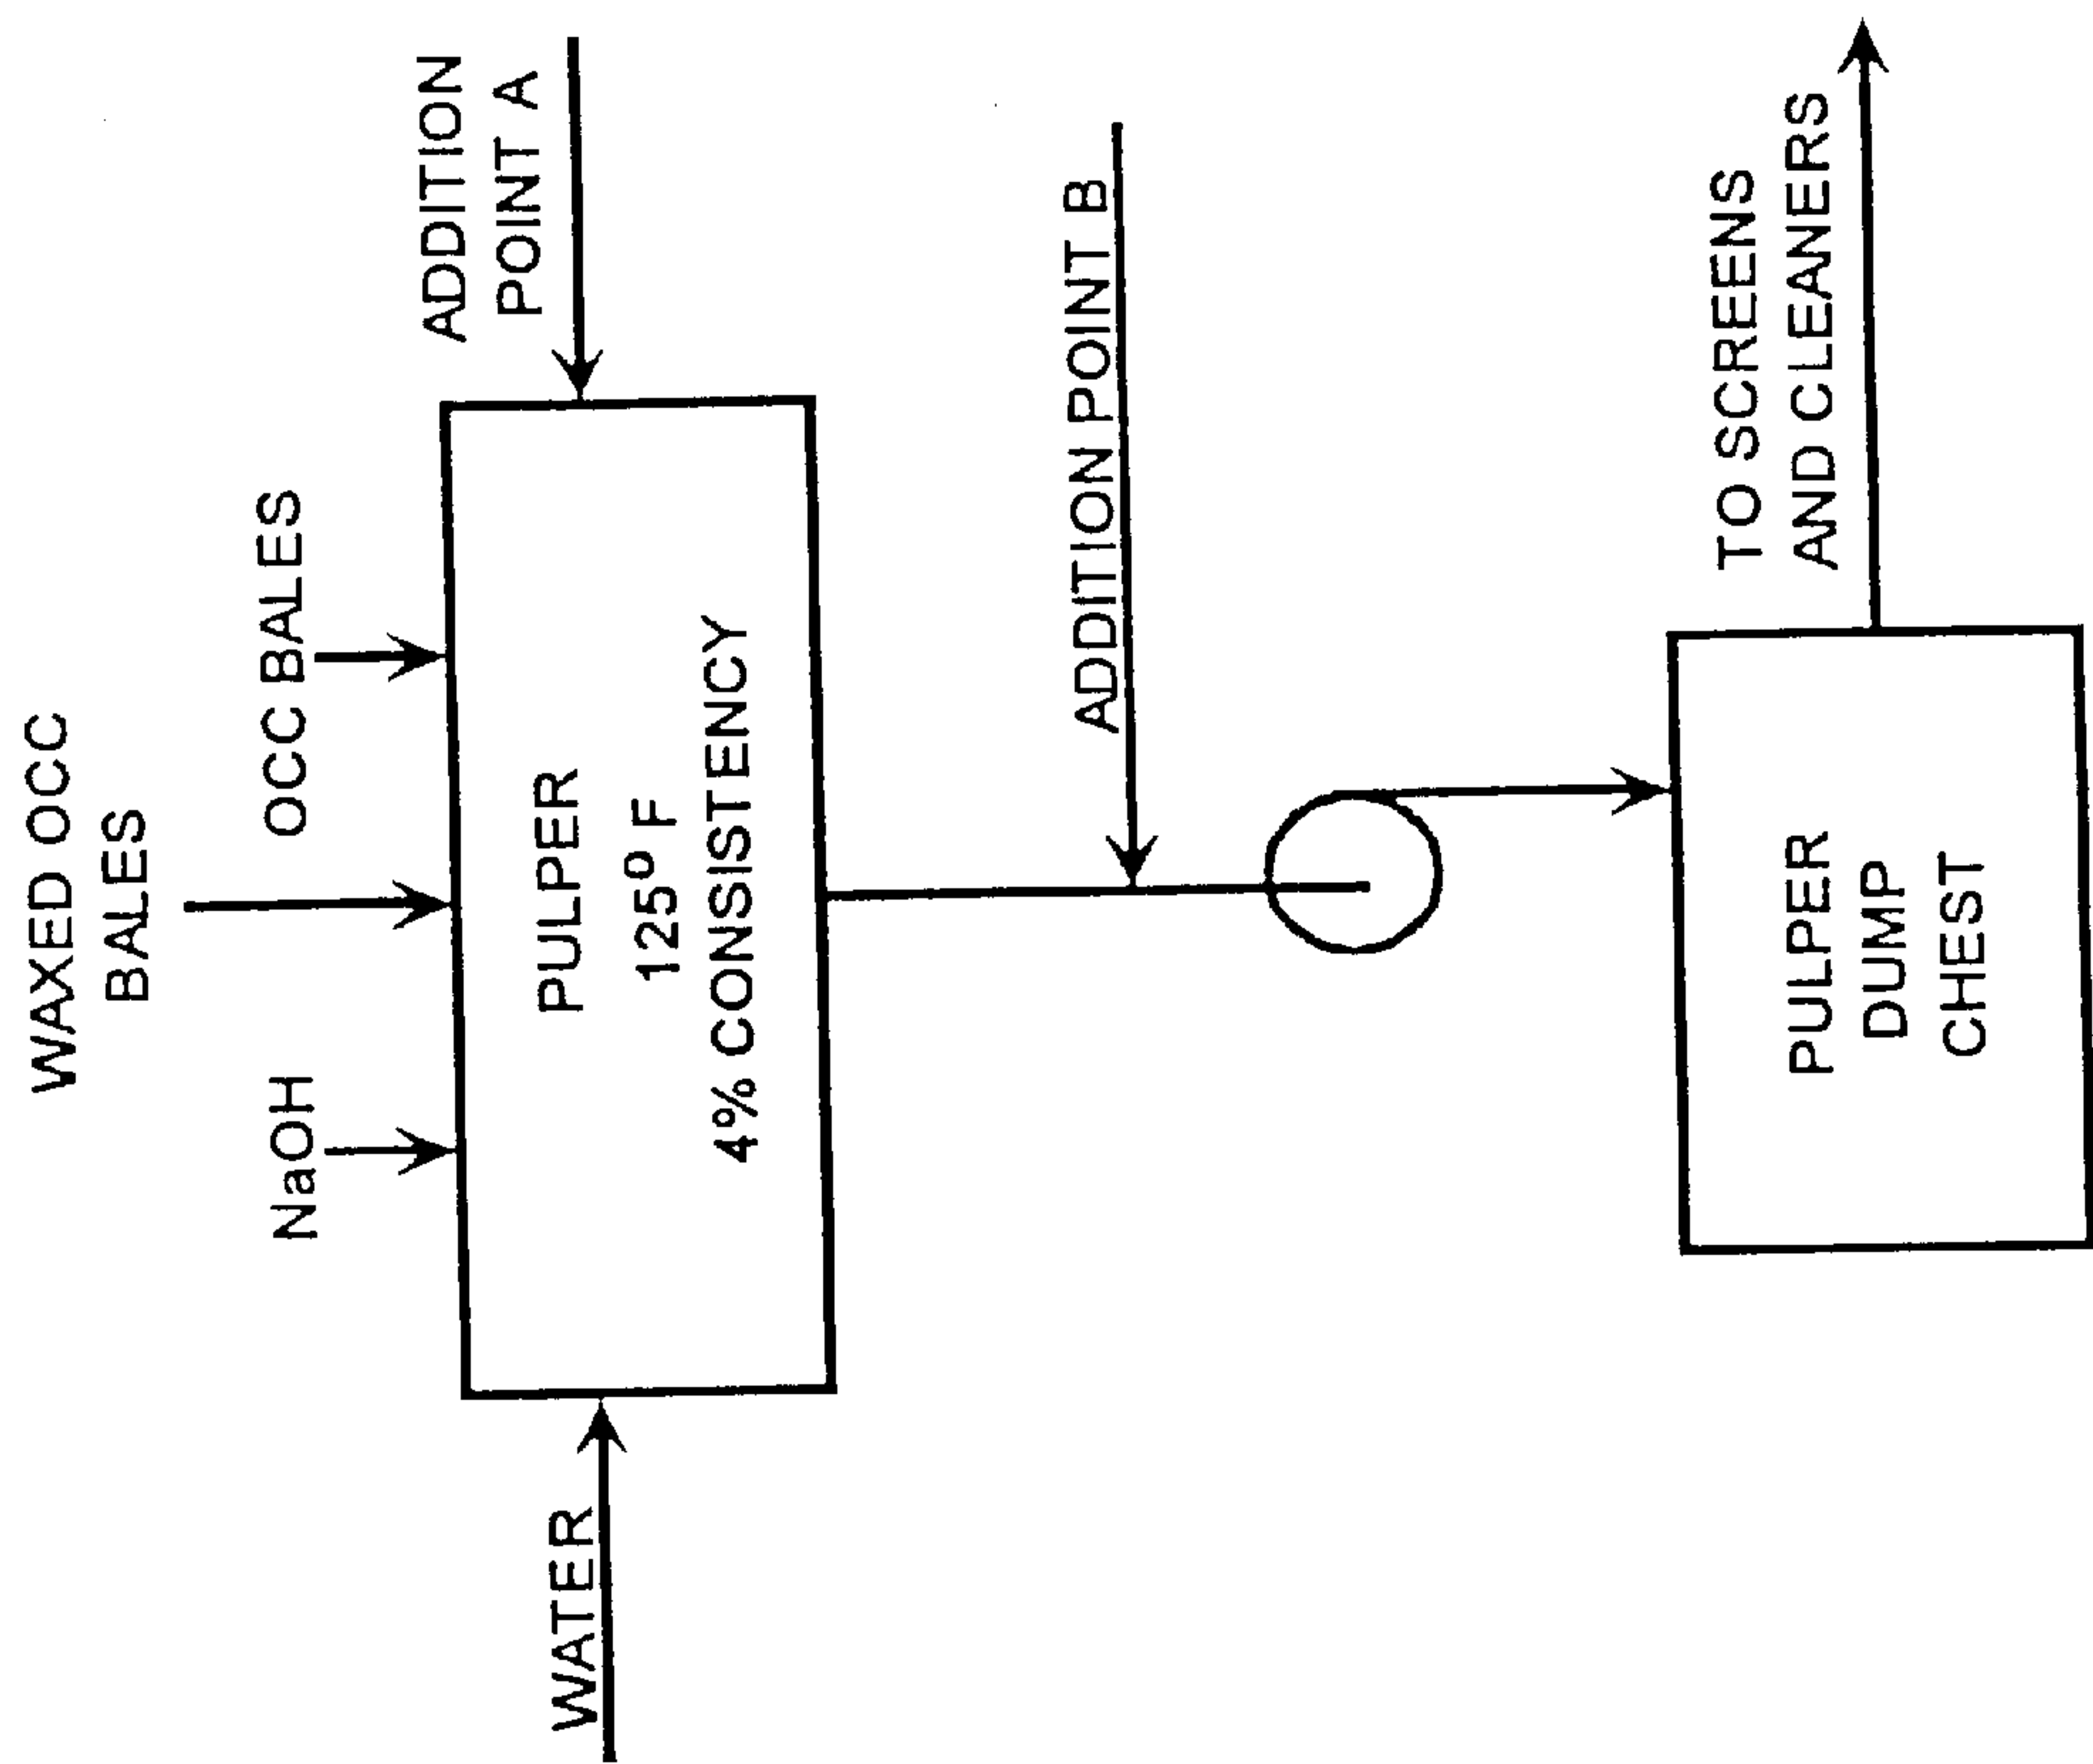 WAXED OCC
BALES
NaOH
OCC BALES
WATER
PULPER
125º F
4% CONSISTENCY
ADDITION
POINT A
ADDITION POINT B
PULPER
DUMP
CHEST
TO SCREENS
AND CLEANERS